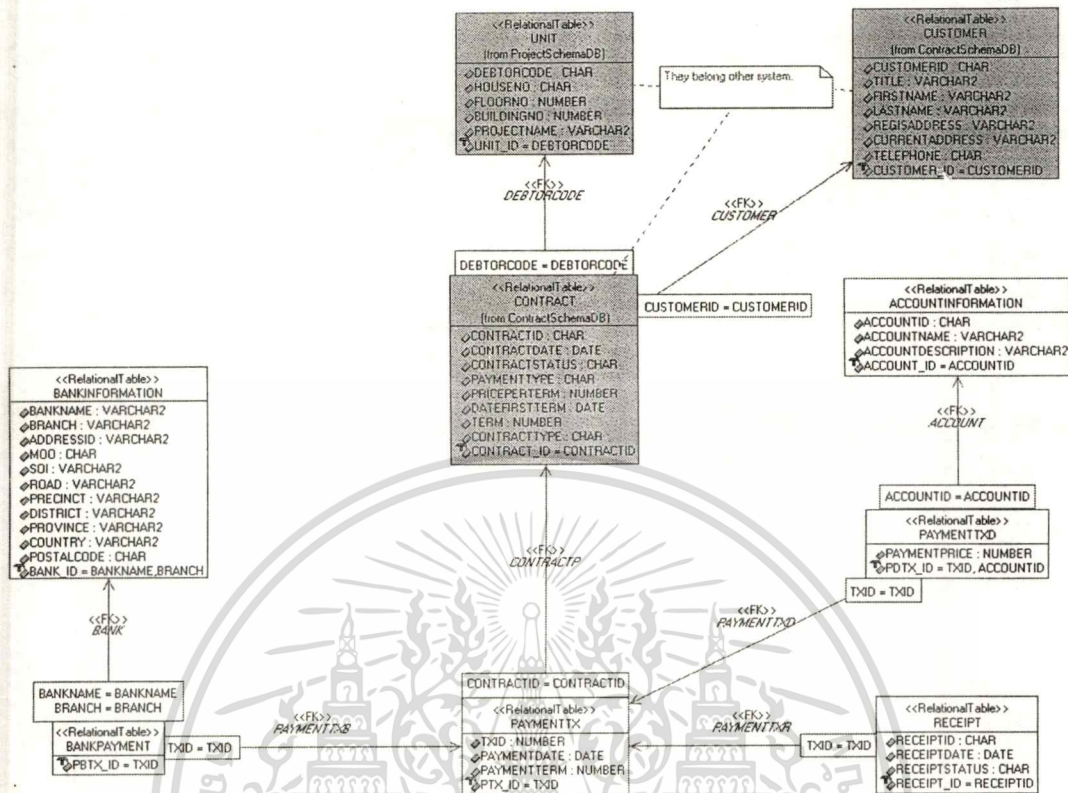 <<RelationalTable>>
UNIT
(from ProjectSchemaDB)
DEBTORCODE : CHAR
HOUSENO : CHAR
FLOORNO : NUMBER
BUILDINGNO : NUMBER
PROJECTNAME : VARCHAR2
UNIT_ID = DEBTORCODE
They belong other system.
<<RelationalTable>>
CUSTOMER
(from ContractSchemaDB)
CUSTOMERID : CHAR
TITLE : VARCHAR2
FIRSTNAME : VARCHAR2
LASTNAME : VARCHAR2
REGISADDRESS : VARCHAR2
CURRENTADDRESS : VARCHAR2
TELEPHONE : CHAR
CUSTOMER_ID = CUSTOMERID
<<FK>>
DEBTORCODE
<<FK>>
CUSTOMER
DEBTORCODE = DEBTORCODE
CUSTOMERID = CUSTOMERID
<<RelationalTable>>
CONTRACT
(from ContractSchemaDB)
CONTRACTID : CHAR
CONTRACTDATE : DATE
CONTRACTSTATUS : CHAR
PAYMENTTYPE : CHAR
PRICEPERTERM : NUMBER
DATEFIRSTTERM : DATE
TERM : NUMBER
CONTRACTTYPE : CHAR
CONTRACT_ID = CONTRACTID
<<RelationalTable>>
ACCOUNTINFORMATION
ACCOUNTID : CHAR
ACCOUNTNAME : VARCHAR2
ACCOUNTDESCRIPTION : VARCHAR2
ACCOUNT_ID = ACCOUNTID
<<RelationalTable>>
BANKINFORMATION
BANKNAME : VARCHAR2
BRANCH : VARCHAR2
ADDRESSID : VARCHAR2
MOO : CHAR
SOI : VARCHAR2
ROAD : VARCHAR2
PRECINCT : VARCHAR2
DISTRICT : VARCHAR2
PROVINCE : VARCHAR2
COUNTRY : VARCHAR2
POSTALCODE : CHAR
BANK_ID = BANKNAME,BRANCH
<<FK>>
ACCOUNT
ACCOUNTID = ACCOUNTID
<<RelationalTable>>
PAYMENTTXD
PAYMENTPRICE : NUMBER
PDTX_ID = TXID, ACCOUNTID
TXID = TXID
<<FK>>
CONTRACTP
<<FK>>
PAYMENTTXD
<<FK>>
BANK
BANKNAME = BANKNAME
BRANCH = BRANCH
<<RelationalTable>>
BANKPAYMENT
PBTX_ID = TXID
TXID = TXID
<<FK>>
PAYMENTTXB
CONTRACTID = CONTRACTID
<<RelationalTable>>
PAYMENTTX
TXID : NUMBER
PAYMENTDATE : DATE
PAYMENTTERM : NUMBER
PTX_ID = TXID
<<FK>>
PAYMENTTXR
TXID = TXID
<<RelationalTable>>
RECEIPT
RECEIPTID : CHAR
RECEIPTDATE : DATE
RECEIPTSTATUS : CHAR
RECEIPT_ID = RECEIPTID